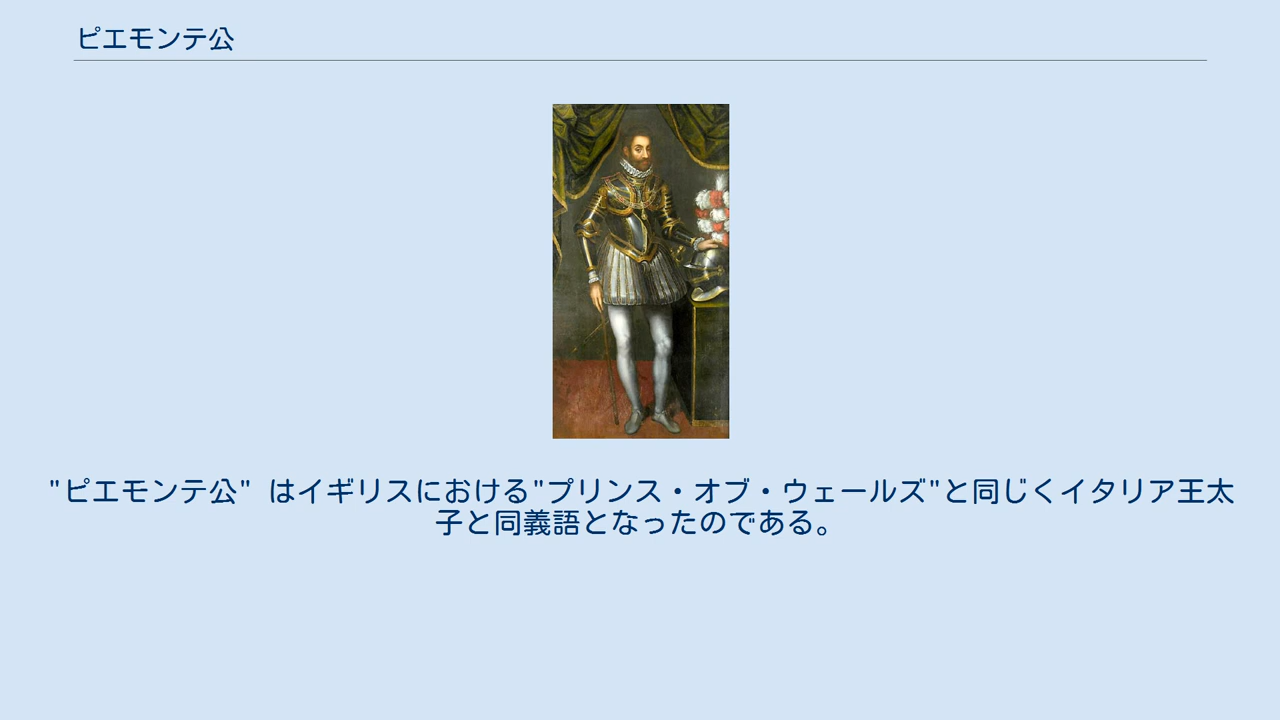 ピエモンテ公
"ピエモンテ公" はイギリスにおける"プリンス・オブ・ウェールズ"と同じくイタリア王太
子と同義語となったのである。